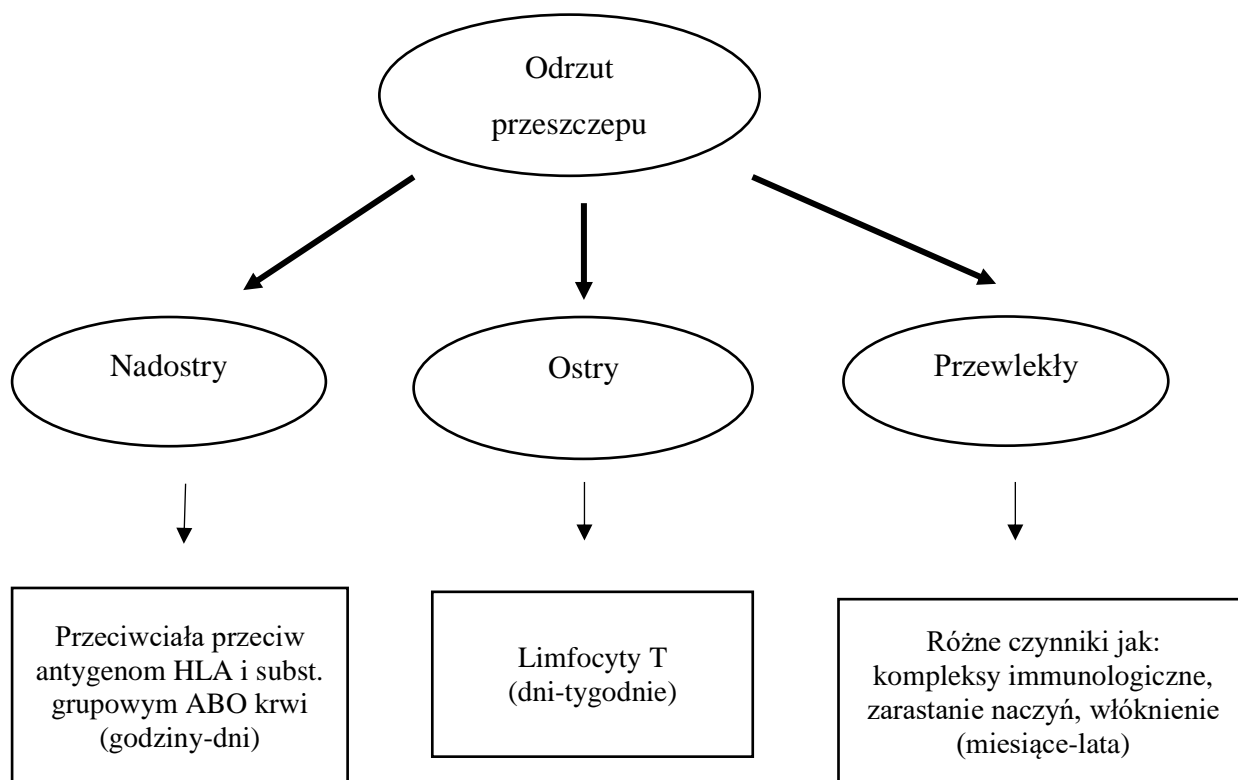 Odrzut
przeszczepu
Nadostry
Ostry
Przewlekły
Przeciwciała przeciw
antygenom HLA i subst.
grupowym ABO krwi
(godziny-dni)
Limfocyty T
(dni-tygodnie)
Różne czynniki jak:
kompleksy immunologiczne,
zarastanie naczyń, włóknienie
(miesiące-lata)